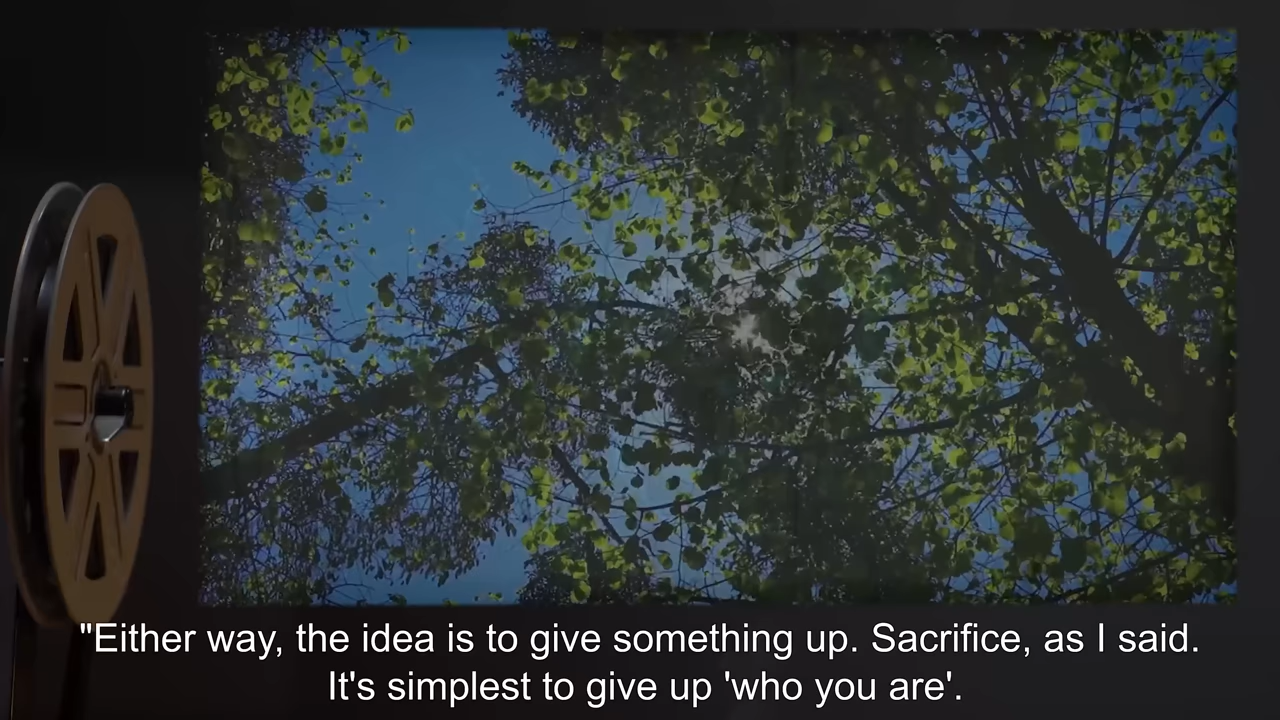 "Either way, the idea is to give something up. Sacrifice, as I said.
It's simplest to give up 'who you are'.